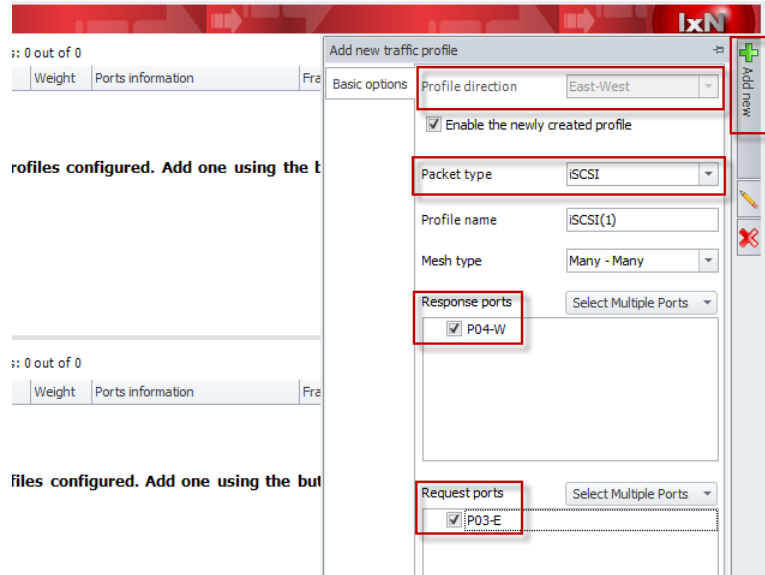 IxN
s: 0 out of 0
Weight Ports information Fra
rofiles configured. Add one using the b
s: 0 out of 0
Weight Ports information Fra
files configured. Add one using the but
Add new traffic profile
Basic options
Profile direction East-West
Enable the newly created profile
Packet type iSCSI
Profile name iSCSI(1)
Mesh type Many - Many
Response ports Select Multiple Ports
P04-W
Request ports Select Multiple Ports
P03-E
Add new